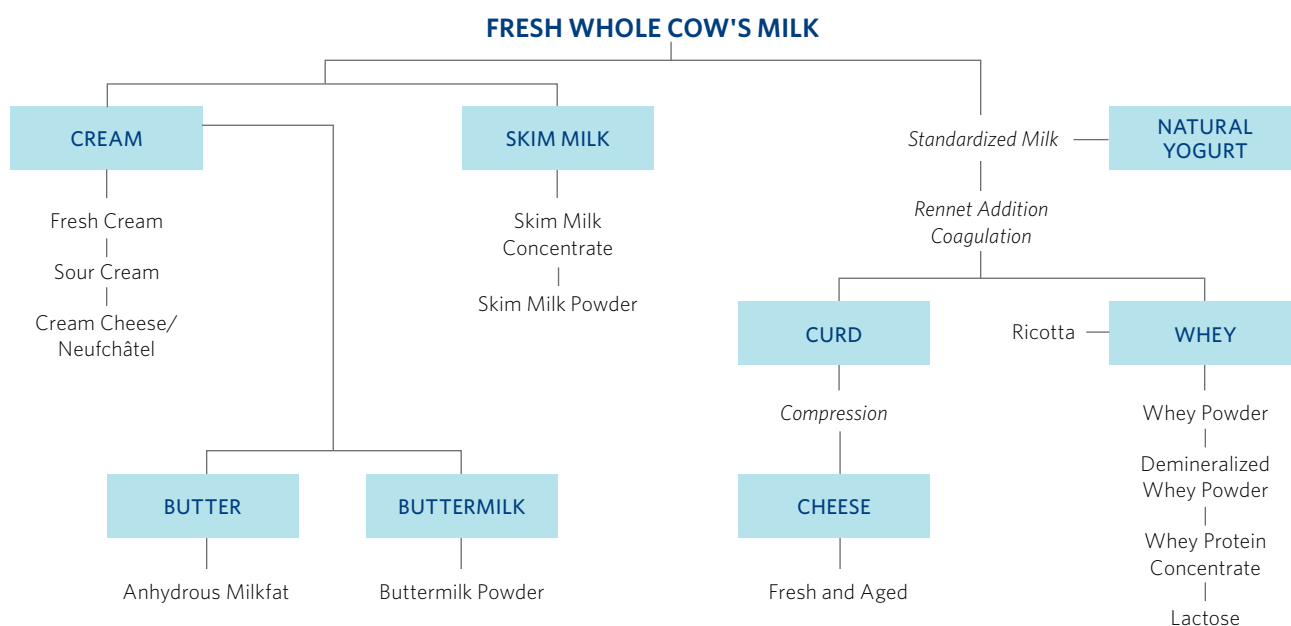 FRESH WHOLE COW'S MILK
CREAM
SKIM MILK
Standardized Milk
NATURAL
YOGURT
Fresh Cream
Sour Cream
Cream Cheese/
Neufchâtel
Skim Milk
Concentrate
Skim Milk Powder
Rennet Addition
Coagulation
CURD
Ricotta
WHEY
Compression
Whey Powder
Demineralized
Whey Powder
Whey Protein
Concentrate
Lactose
BUTTER
BUTTERMILK
CHEESE
Anhydrous Milkfat
Buttermilk Powder
Fresh and Aged